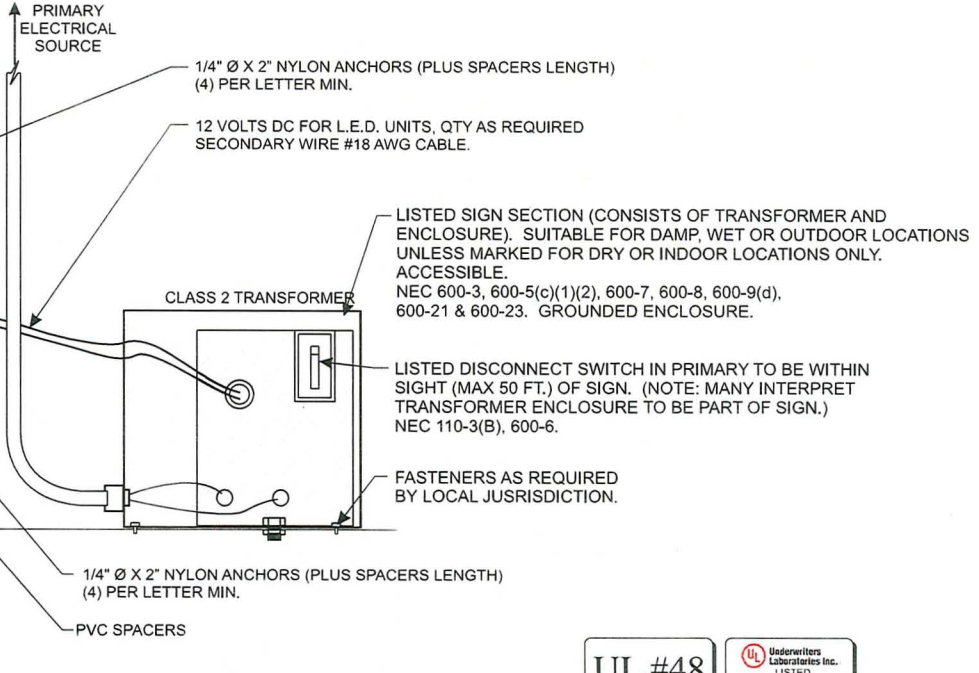 PRIMARY
ELECTRICAL
SOURCE
1/4" Ø X 2" NYLON ANCHORS (PLUS SPACERS LENGTH)
(4) PER LETTER MIN.
12 VOLTS DC FOR L.E.D. UNITS, QTY AS REQUIRED
SECONDARY WIRE #18 AWG CABLE.
LISTED SIGN SECTION (CONSISTS OF TRANSFORMER AND
ENCLOSURE). SUITABLE FOR DAMP, WET OR OUTDOOR LOCATIONS
UNLESS MARKED FOR DRY OR INDOOR LOCATIONS ONLY.
ACCESSIBLE.
NEC 600-3, 600-5(c)(1)(2), 600-7, 600-8, 600-9(d),
600-21 & 600-23. GROUNDED ENCLOSURE.
CLASS 2 TRANSFORMER
LISTED DISCONNECT SWITCH IN PRIMARY TO BE WITHIN
SIGHT (MAX 50 FT.) OF SIGN. (NOTE: MANY INTERPRET
TRANSFORMER ENCLOSURE TO BE PART OF SIGN.)
NEC 110-3(B), 600-6.
FASTENERS AS REQUIRED
BY LOCAL JUSRISDICTION.
1/4" Ø X 2" NYLON ANCHORS (PLUS SPACERS LENGTH)
(4) PER LETTER MIN.
PVC SPACERS
UL #48
UL Underwriters
Laboratories Inc.
LISTED